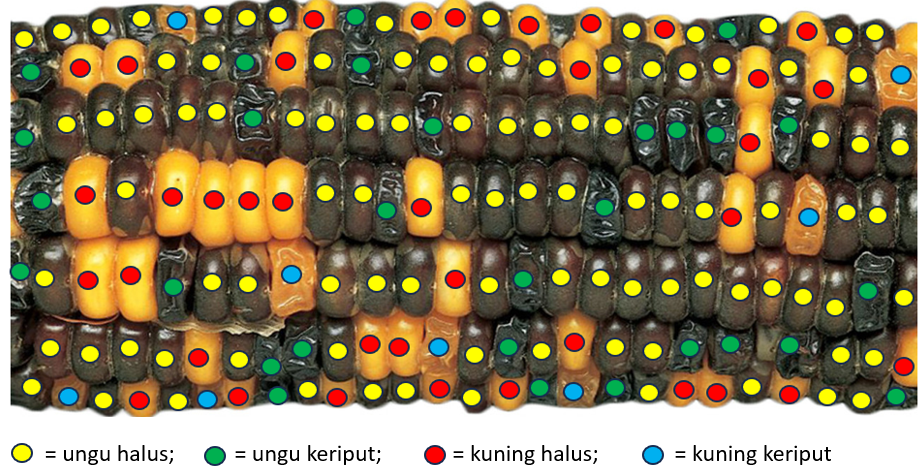 = ungu halus; = ungu keriput; = kuning halus; = kuning keriput